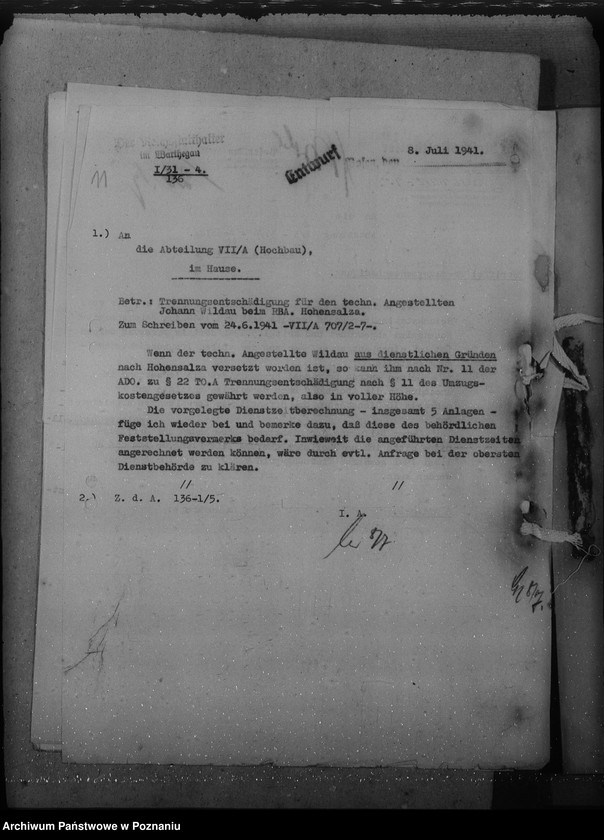 Der Reichsstatthalter
im Warthegau
I/31 - 4.
136
Entwurf
Posen, den
8. Juli 1941.
11
1.) An
die Abteilung VII/A (Hochbau),
im Hause.
Betr.: Trennungsentschädigung für den techn. Angestellten
Johann Wildau beim RBA. Hohensalza.
Zum Schreiben vom 24.6.1941 -VII/A 707/2-7-.
Wenn der techn. Angestellte Wildau aus dienstlichen Gründen
nach Hohensalza versetzt worden ist, so kann ihm nach Nr. 11 der
ADO. zu § 22 TO.A Trennungsentschädigung nach § 11 des Umzugs-
kostengesetzes gewährt werden, also in voller Höhe.
Die vorgelegte Dienstzeitberechnung - insgesamt 5 Anlagen -
füge ich wieder bei und bemerke dazu, daß diese des behördlichen
Feststellungsvermerks bedarf. Inwieweit die angeführten Dienstzeiten
angerechnet werden können, wäre durch evtl. Anfrage bei der obersten
Dienstbehörde zu klären.
// //
2.) Z. d. A. 136-1/5.
I. A.
Archiwum Państwowe w Poznaniu